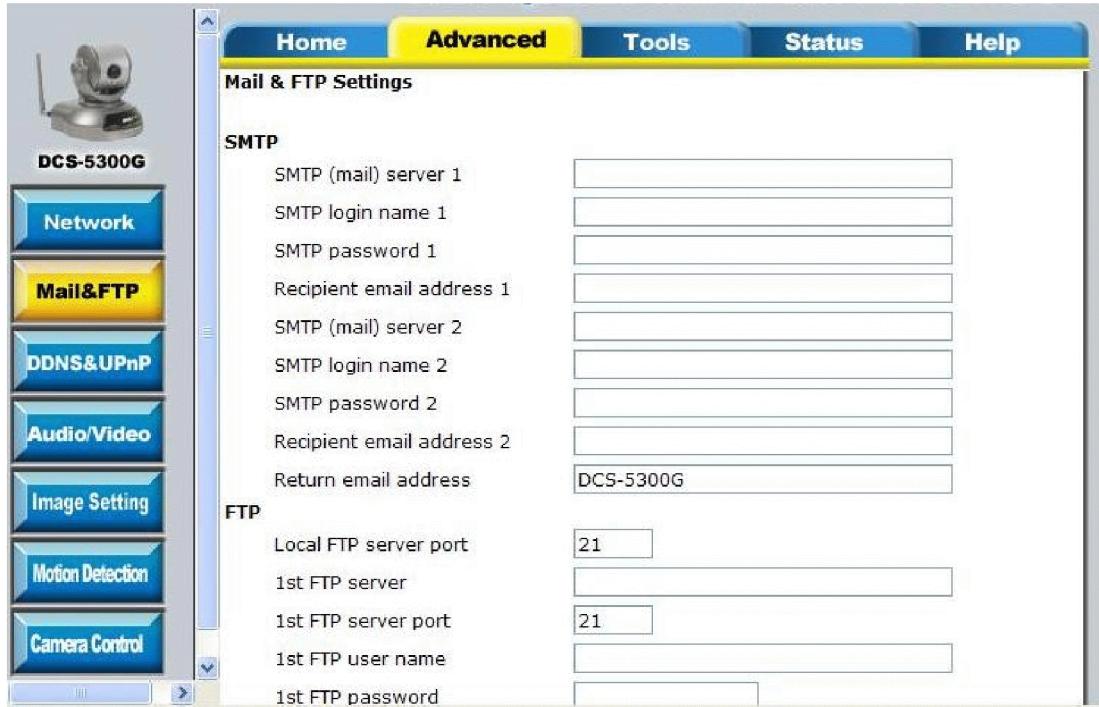 Home Advanced Tools Status Help
DCS-5300G
Network
Mail&FTP
DDNS&UPnP
Audio/Video
Image Setting
Motion Detection
Camera Control
Mail & FTP Settings
SMTP
SMTP (mail) server 1
SMTP login name 1
SMTP password 1
Recipient email address 1
SMTP (mail) server 2
SMTP login name 2
SMTP password 2
Recipient email address 2
Return email address DCS-5300G
FTP
Local FTP server port 21
1st FTP server
1st FTP server port 21
1st FTP user name
1st FTP password